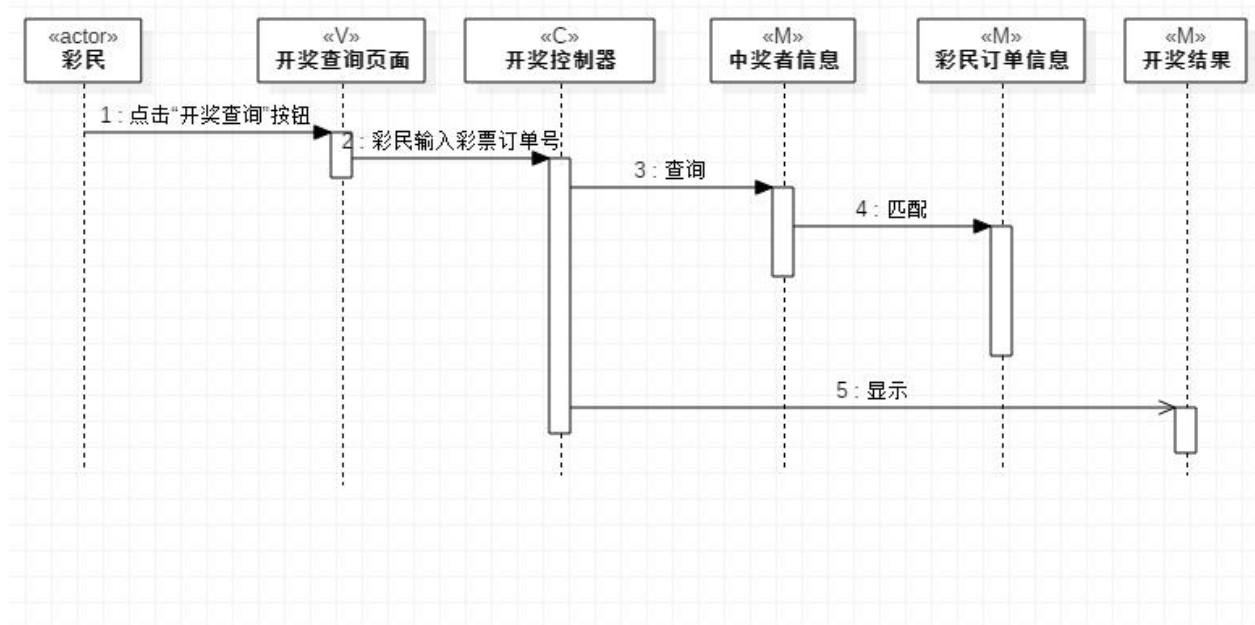 «actor»
彩民
«V»
开奖查询页面
«C»
开奖控制器
«M»
中奖者信息
«M»
彩民订单信息
«M»
开奖结果
1 : 点击“开奖查询”按钮
2 : 彩民输入彩票订单号
3 : 查询
4 : 匹配
5 : 显示